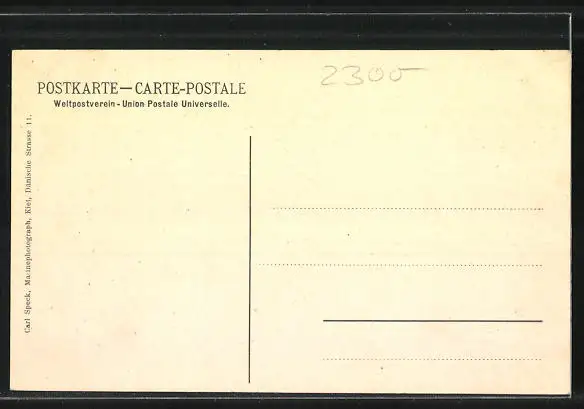 POSTKARTE—CARTE-POSTALE
Weltpostverein - Union Postale Universelle.
2300
Carl Speck, Marinephotograph, Kiel, Dänische Strasse 11.